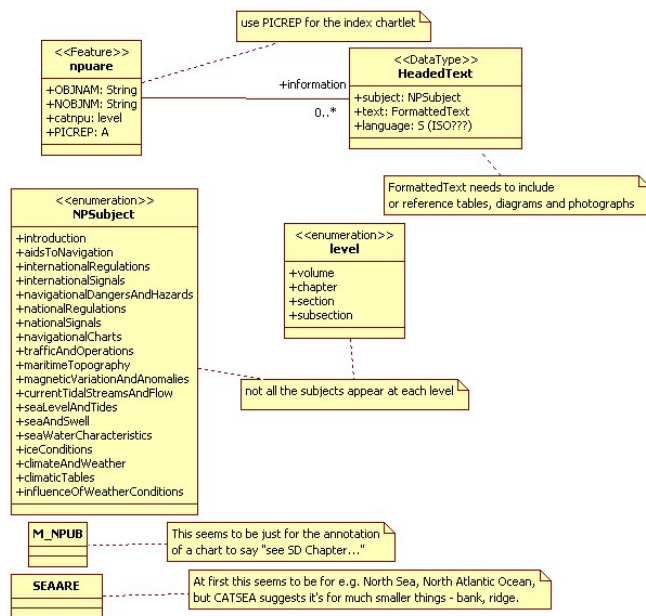 use PICREP for the index chartlet
<<Feature>>
npuare
+OBJNAM: String
+NOBJNM: String
+catnpu: level
+PICREP: A
+information
0..*
<<DataType>>
HeadedText
+subject: NPSubject
+text: FormattedText
+language: S (ISO???)
FormattedText needs to include
or reference tables, diagrams and photographs
<<enumeration>>
NPSubject
+introduction
+aidsToNavigation
+internationalRegulations
+internationalSignals
+navigationalDangersAndHazards
+nationalRegulations
+nationalSignals
+navigationalCharts
+trafficAndOperations
+maritimeTopography
+magneticVariationAndAnomalies
+currentTidalStreamsAndFlow
+seaLevelAndTides
+seaAndSwell
+seaWaterCharacteristics
+iceConditions
+climateAndWeather
+climaticTables
+influenceOfWeatherConditions
<<enumeration>>
level
+volume
+chapter
+section
+subsection
not all the subjects appear at each level
M_NPUB
This seems to be just for the annotation
of a chart to say "see SD Chapter..."
SEAARE
At first this seems to be for e.g. North Sea, North Atlantic Ocean,
but CATSEA suggests it's for much smaller things - bank, ridge.